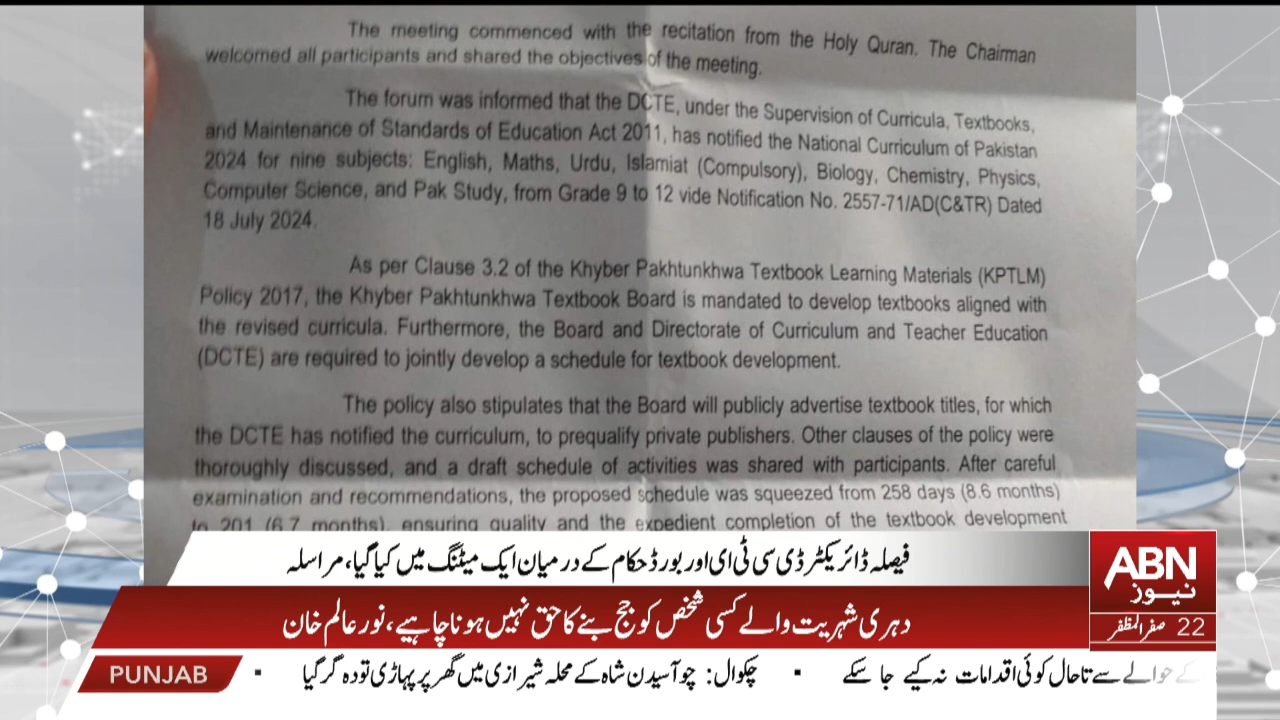 The meeting commenced with the recitation from the Holy Quran. The Chairman
welcomed all participants and shared the objectives of the meeting.
The forum was informed that the DCTE, under the Supervision of Curricula, Textbooks,
and Maintenance of Standards of Education Act 2011, has notified the National Curriculum of Pakistan
2024 for nine subjects: English, Maths, Urdu, Islamiat (Compulsory), Biology, Chemistry, Physics,
Computer Science, and Pak Study, from Grade 9 to 12 vide Notification No. 2557-71/AD(C&TR) Dated
18 July 2024.
As per Clause 3.2 of the Khyber Pakhtunkhwa Textbook Learning Materials (KPTLM)
Policy 2017, the Khyber Pakhtunkhwa Textbook Board is mandated to develop textbooks aligned with
the revised curricula. Furthermore, the Board and Directorate of Curriculum and Teacher Education
(DCTE) are required to jointly develop a schedule for textbook development.
The policy also stipulates that the Board will publicly advertise textbook titles, for which
the DCTE has notified the curriculum, to prequalify private publishers. Other clauses of the policy were
thoroughly discussed, and a draft schedule of activities was shared with participants. After careful
examination and recommendations, the proposed schedule was squeezed from 258 days (8.6 months)
to 201 (6.7 months), ensuring quality and the expedient completion of the textbook development
فیصلہ ڈائریکٹر ڈی سی ٹی ای اور بورڈ حکام کے درمیان ایک میٹنگ میں کیا گیا، مراسلہ
دہری شہریت والے کسی شخص کو جج بنے کا حق نہیں ہونا چاہیے، نور عالم خان
ABN
نیوز
22 صفر المظفر
PUNJAB
کے حوالے سے تاحال کوئی اقدامات نہ کیے جا سکے ▪ چکوال: چوآسیدن شاہ کے محلہ شیرازی میں گھر پر پہاڑی تودہ گر گیا ▪